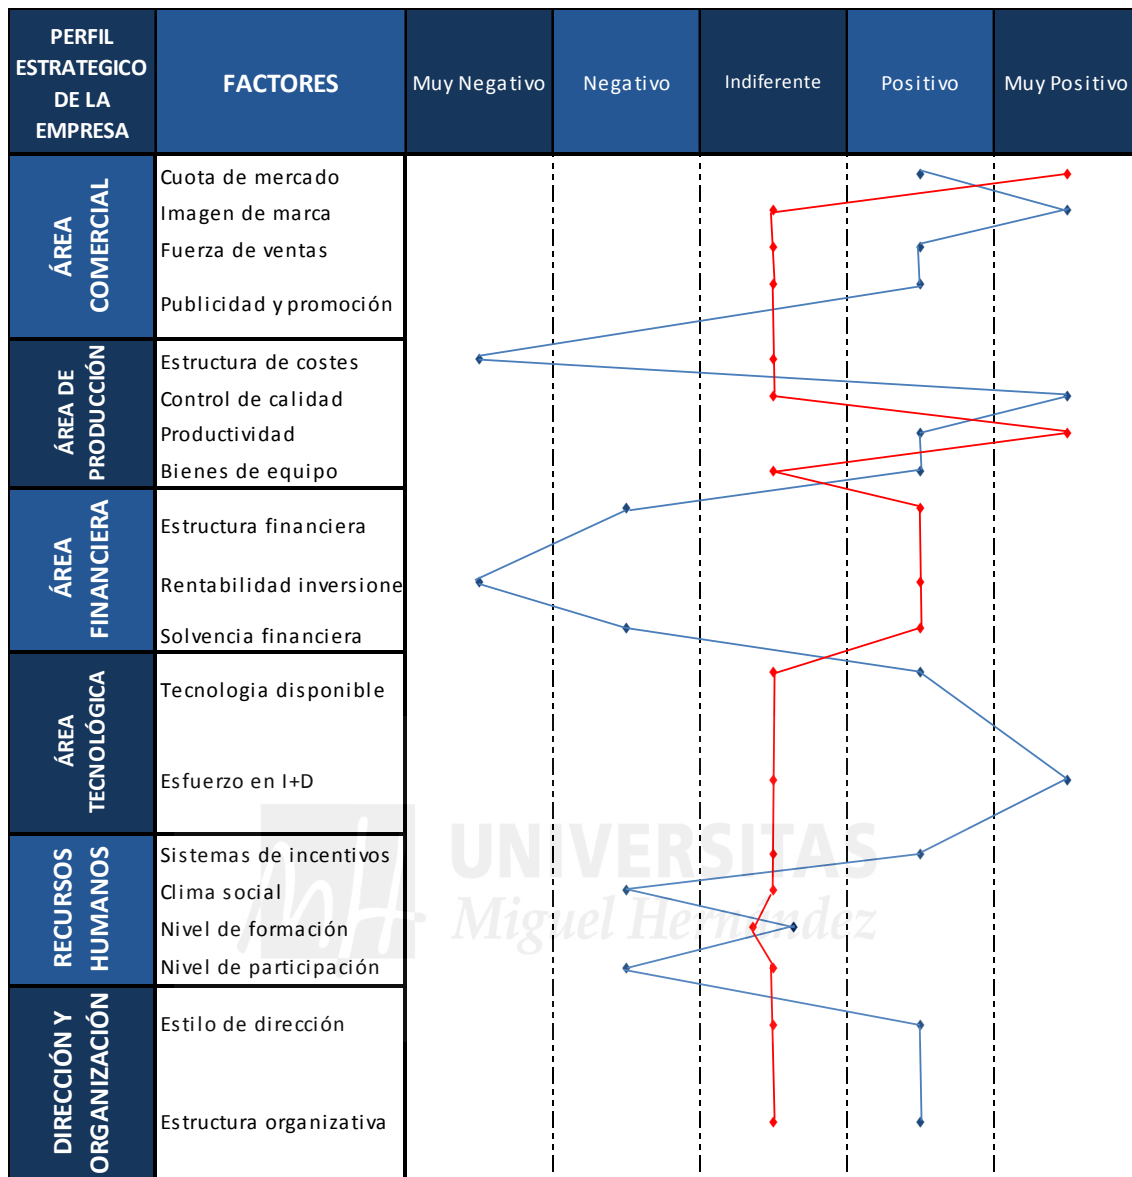 PERFIL
ESTRATEGICO
DE LA
EMPRESA
FACTORES
Muy Negativo
Negativo
Indiferente
Positivo
Muy Positivo
ÁREA
COMERCIAL
Cuota de mercado
Imagen de marca
Fuerza de ventas
Publicidad y promoción
ÁREA DE
PRODUCCIÓN
Estructura de costes
Control de calidad
Productividad
Bienes de equipo
ÁREA
FINANCIERA
Estructura financiera
Rentabilidad inversione
Solvencia financiera
ÁREA
TECNOLÓGICA
Tecnologia disponible
Esfuerzo en I+D
RECURSOS
HUMANOS
Sistemas de incentivos
Clima social
Nivel de formación
Nivel de participación
DIRECCIÓN Y
ORGANIZACIÓN
Estilo de dirección
Estructura organizativa
UNIVERSITAS
Miguel Hernández